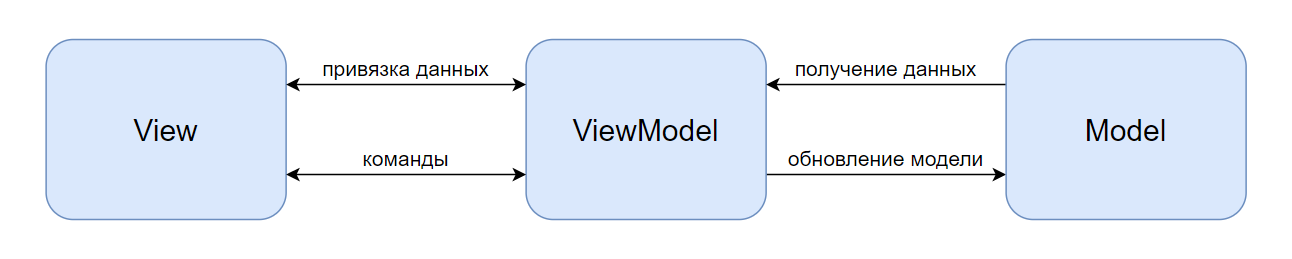 View
привязка данных
команды
ViewModel
получение данных
обновление модели
Model